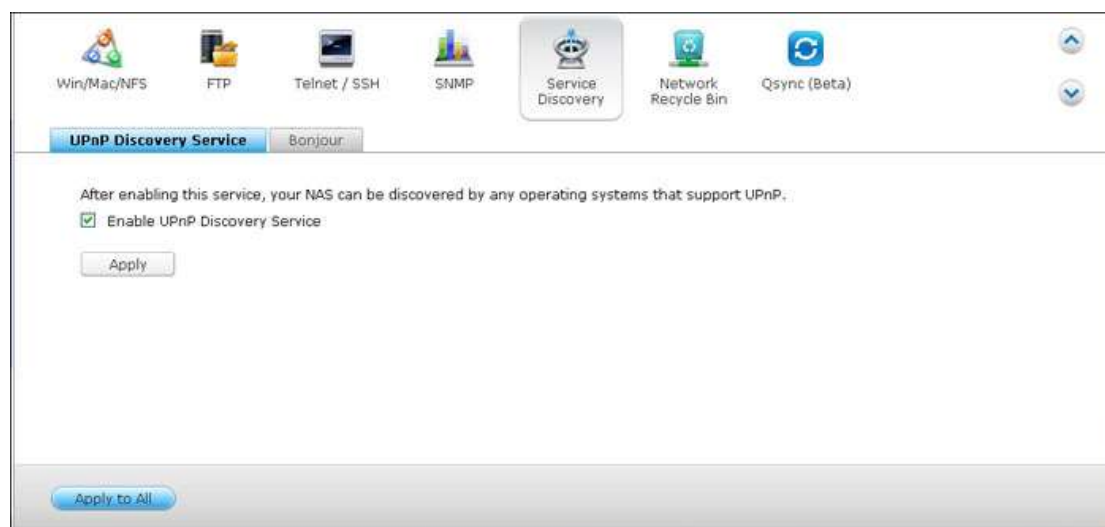 Win/Mac/NFS
FTP
Telnet / SSH
SNMP
Service
Discovery
Network
Recycle Bin
Qsync (Beta)
UPnP Discovery Service
Bonjour
After enabling this service, your NAS can be discovered by any operating systems that support UPnP.
Enable UPnP Discovery Service
Apply
Apply to All